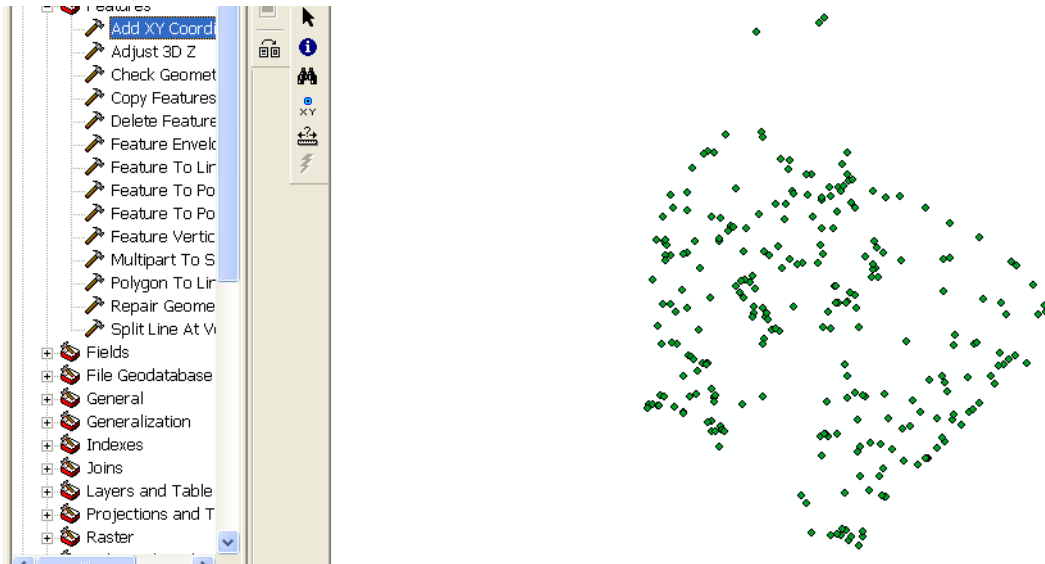 Features
Add XY Coordi
Adjust 3D Z
Check Geomet
Copy Features
Delete Feature
Feature Envelo
Feature To Lin
Feature To Po
Feature To Po
Feature Vertic
Multipart To S
Polygon To Lin
Repair Geome
Split Line At V
Fields
File Geodatabase
General
Generalization
Indexes
Joins
Layers and Table
Projections and T
Raster
XY